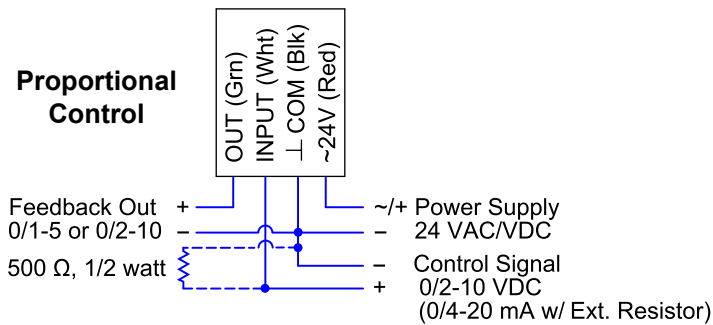 Proportional
Control
OUT (Grn)
INPUT (Wht)
⊥ COM (Blk)
~24V (Red)
Feedback Out +
0/1-5 or 0/2-10 −
500 Ω, 1/2 watt
~/+ Power Supply
− 24 VAC/VDC
− Control Signal
+ 0/2-10 VDC
(0/4-20 mA w/ Ext. Resistor)